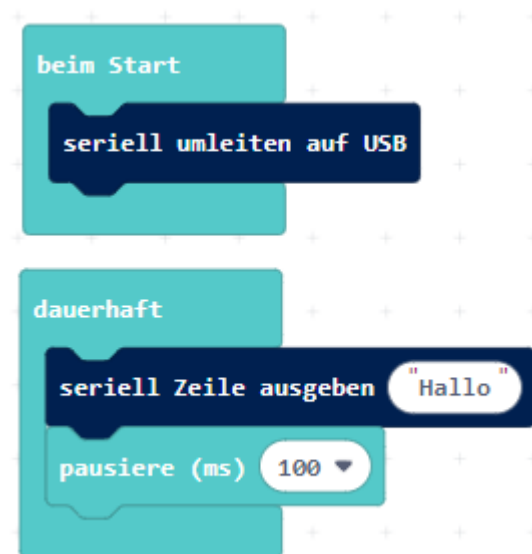 beim Start
seriell umleiten auf USB
dauerhaft
seriell Zeile ausgeben "Hallo"
pausiere (ms) 100